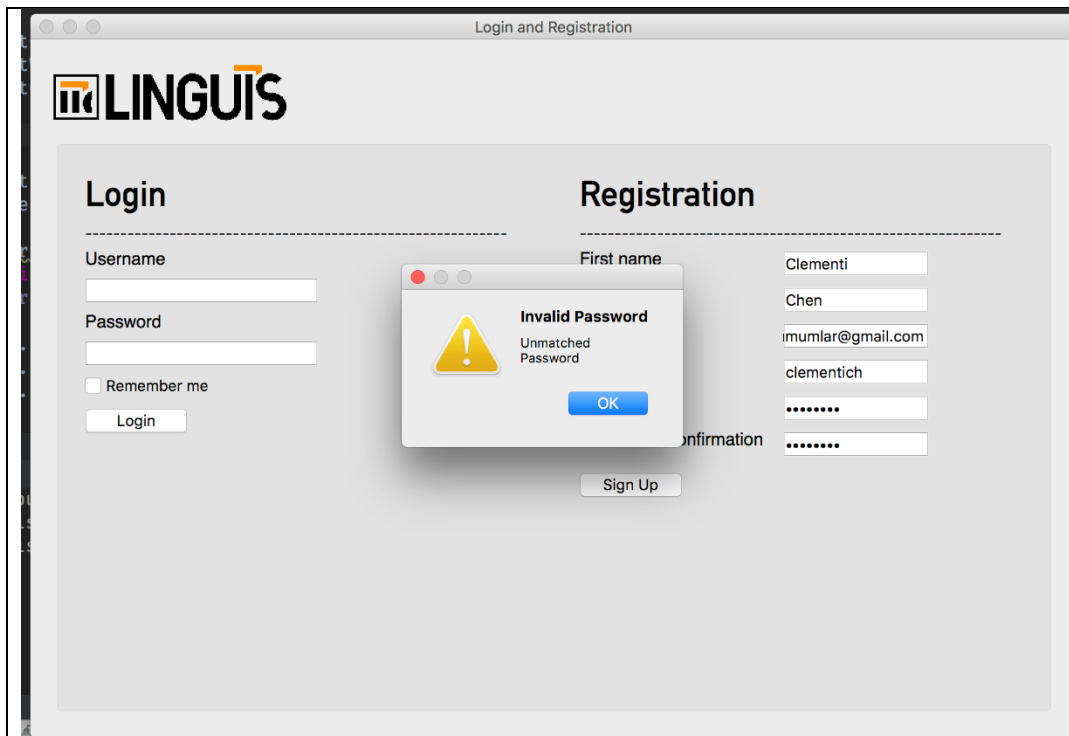 Login and Registration
LINGUIS
Login
Registration
Username
First name
Clementi
Chen
Password
mumlar@gmail.com
clementich
Remember me
Login
••••••••
onfirmation
••••••••
Sign Up
Invalid Password
Unmatched
Password
OK